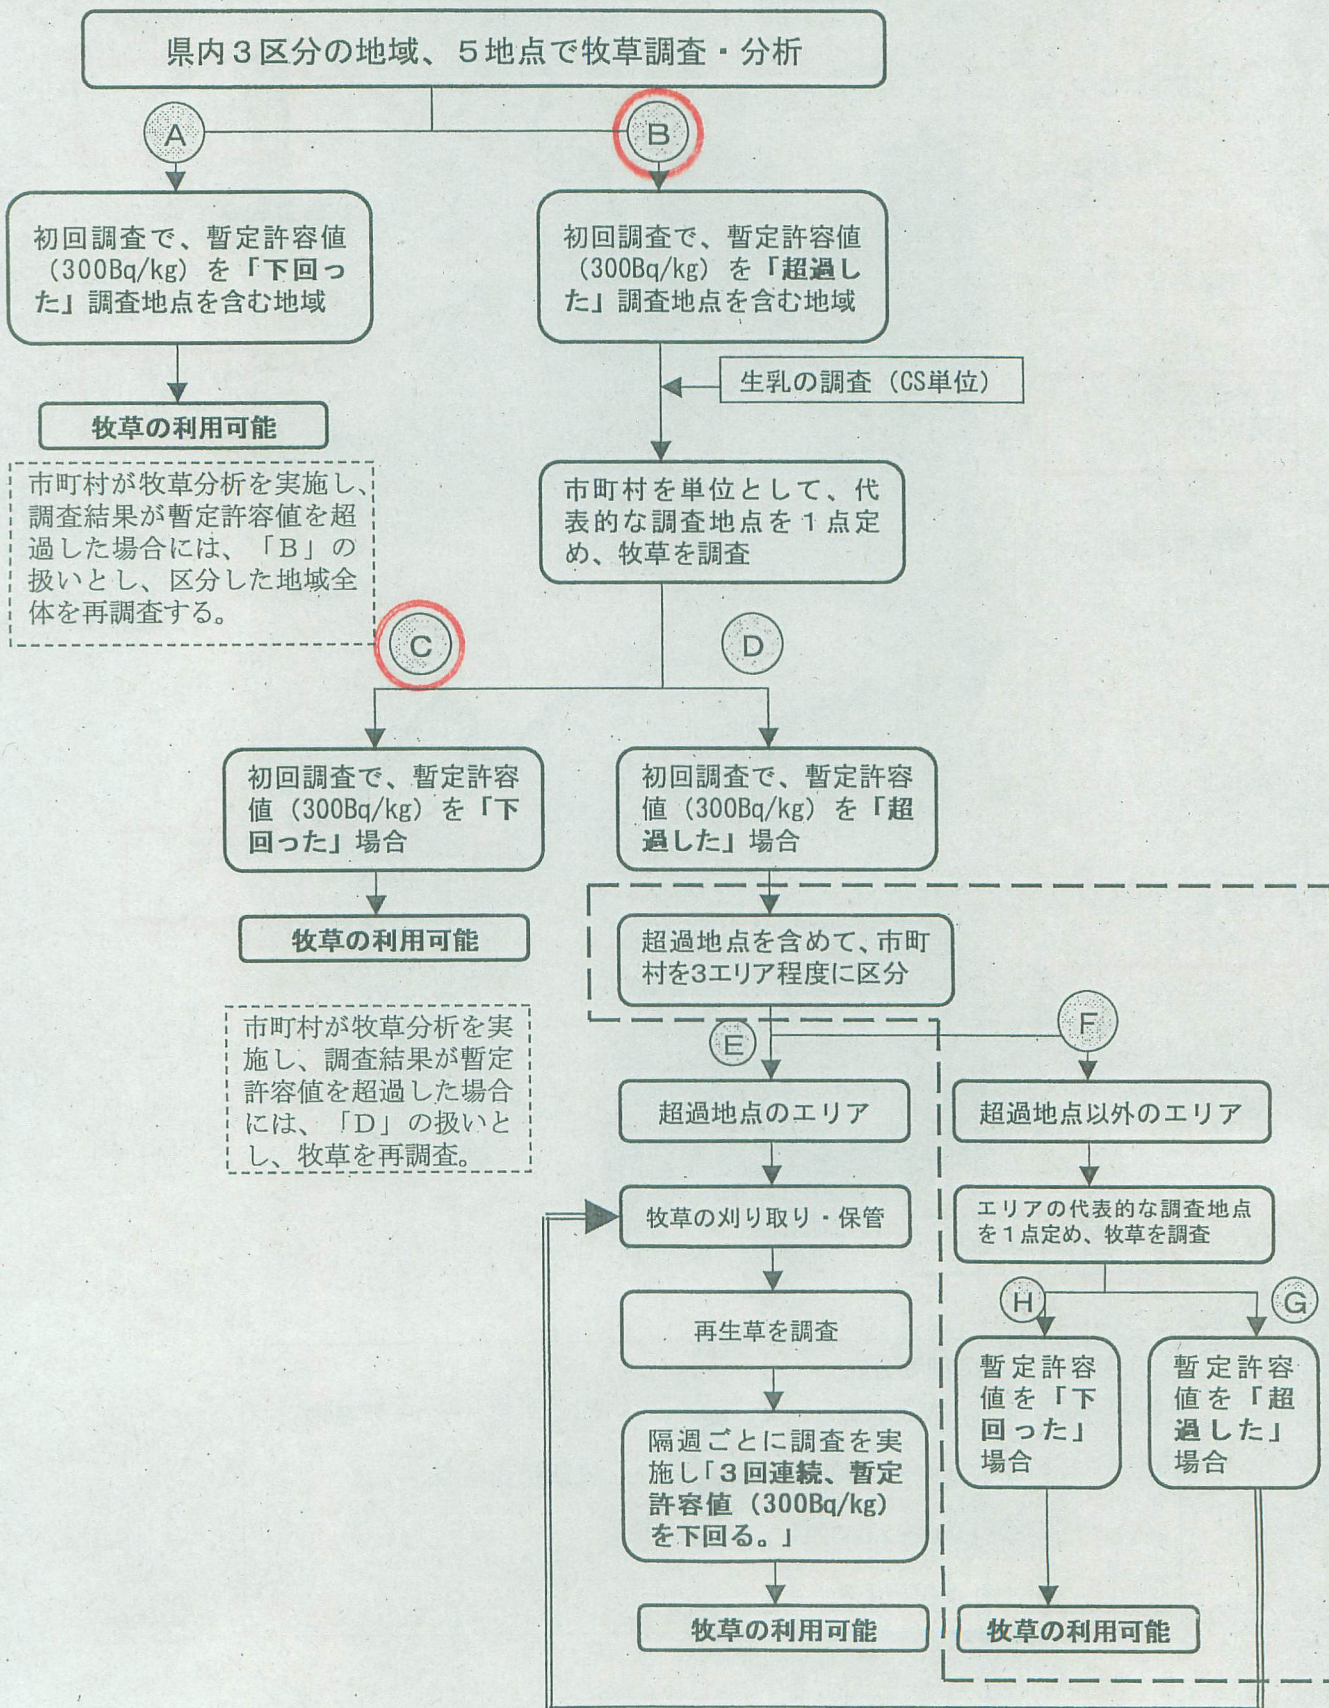 県内3区分の地域、5地点で牧草調査・分析
A
B
初回調査で、暫定許容値
（300Bq/kg）を「下回っ
た」調査地点を含む地域
初回調査で、暫定許容値
（300Bq/kg）を「超過し
た」調査地点を含む地域
生乳の調査（CS単位）
牧草の利用可能
市町村が牧草分析を実施し、
調査結果が暫定許容値を超
過した場合には、「B」の
扱いとし、区分した地域全
体を再調査する。
市町村を単位として、代
表的な調査地点を1点定
め、牧草を調査
C
D
初回調査で、暫定許容
値（300Bq/kg）を「下
回った」場合
初回調査で、暫定許容
値（300Bq/kg）を「超
過した」場合
牧草の利用可能
市町村が牧草分析を実
施し、調査結果が暫定
許容値を超過した場合
には、「D」の扱いと
し、牧草を再調査。
超過地点を含めて、市町
村を3エリア程度に区分
E
F
超過地点のエリア
超過地点以外のエリア
牧草の刈り取り・保管
エリアの代表的な調査地点
を1点定め、牧草を調査
再生草を調査
H
G
暫定許容
値を「下
回った」
場合
暫定許容
値を「超
過した」
場合
隔週ごとに調査を実
施し「3回連続、暫定
許容値（300Bq/kg）
を下回る。」
牧草の利用可能
牧草の利用可能